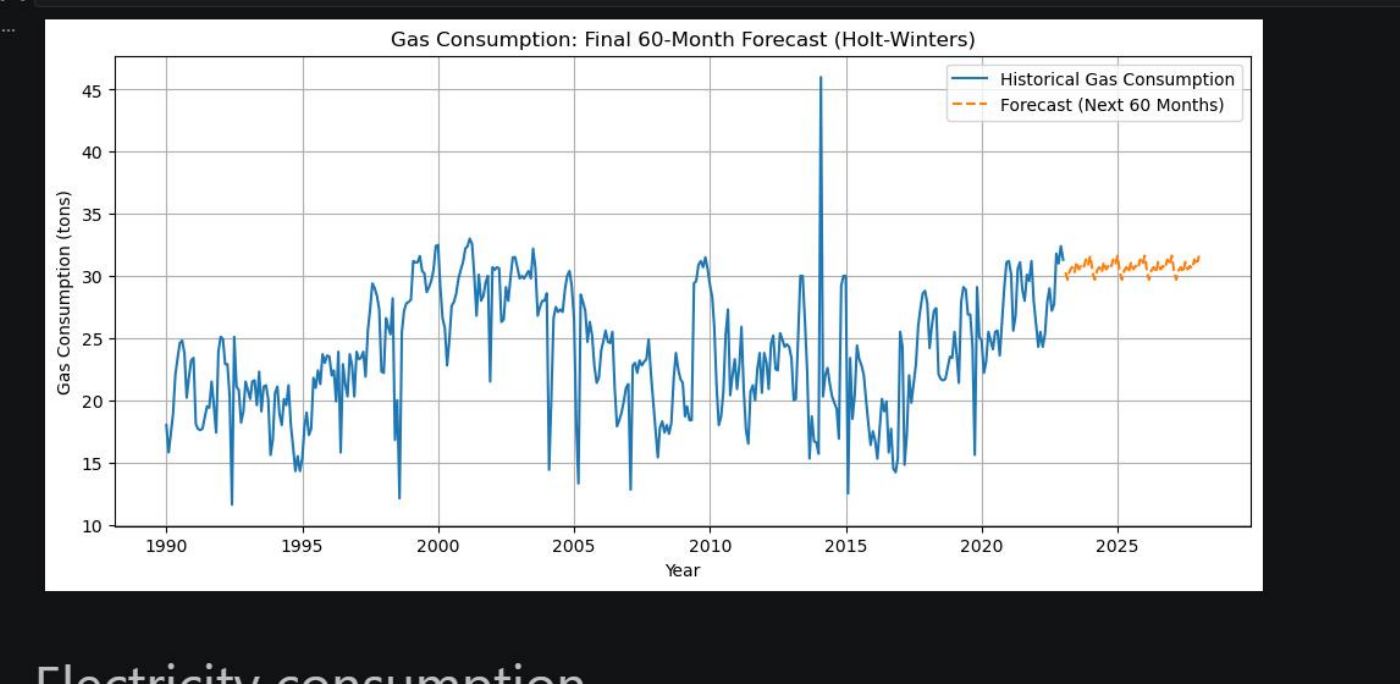 ...
Gas Consumption: Final 60-Month Forecast (Holt-Winters)
Historical Gas Consumption
Forecast (Next 60 Months)
Gas Consumption (tons)
45
40
35
30
25
20
15
10
1990 1995 2000 2005 2010 2015 2020 2025
Year
Electricity consumption